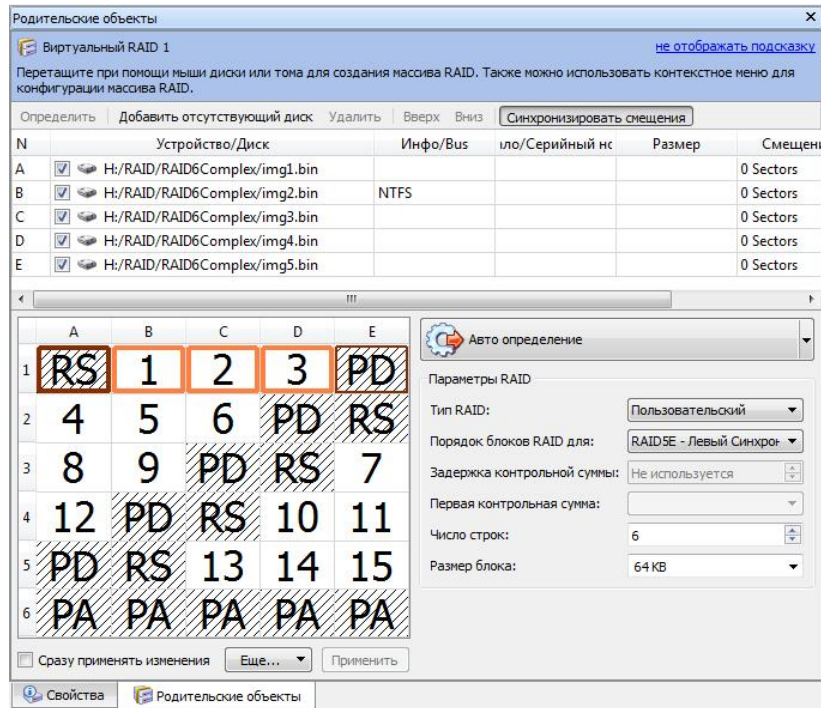 Родительские объекты
Виртуальный RAID 1 не отображать подсказку
Перетащите при помощи мыши диски или тома для создания массива RAID. Также можно использовать контекстное меню для
конфигурации массива RAID.
Определить Добавить отсутствующий диск Удалить Вверх Вниз Синхронизировать смещения
N Устройство/Диск Инфо/Bus ıло/Серийный нс Размер Смещени
A H:/RAID/RAID6Complex/img1.bin 0 Sectors
B H:/RAID/RAID6Complex/img2.bin NTFS 0 Sectors
C H:/RAID/RAID6Complex/img3.bin 0 Sectors
D H:/RAID/RAID6Complex/img4.bin 0 Sectors
E H:/RAID/RAID6Complex/img5.bin 0 Sectors
A B C D E
1 RS 1 2 3 PD
2 4 5 6 PD RS
3 8 9 PD RS 7
4 12 PD RS 10 11
5 PD RS 13 14 15
6 PA PA PA PA PA
Авто определение
Параметры RAID
Тип RAID: Пользовательский
Порядок блоков RAID для: RAID5E - Левый Синхрон
Задержка контрольной суммы: Не используется
Первая контрольная сумма:
Число строк: 6
Размер блока: 64 KB
Сразу применять изменения Еще... Применить
Свойства Родительские объекты